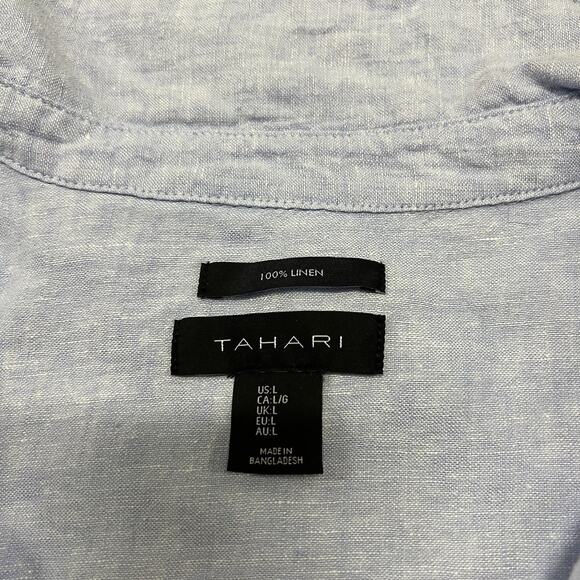 100% LINEN
TAHARI
US:L
CA:L/G
UK:L
EU:L
AU:L
MADE IN
BANGLADESH